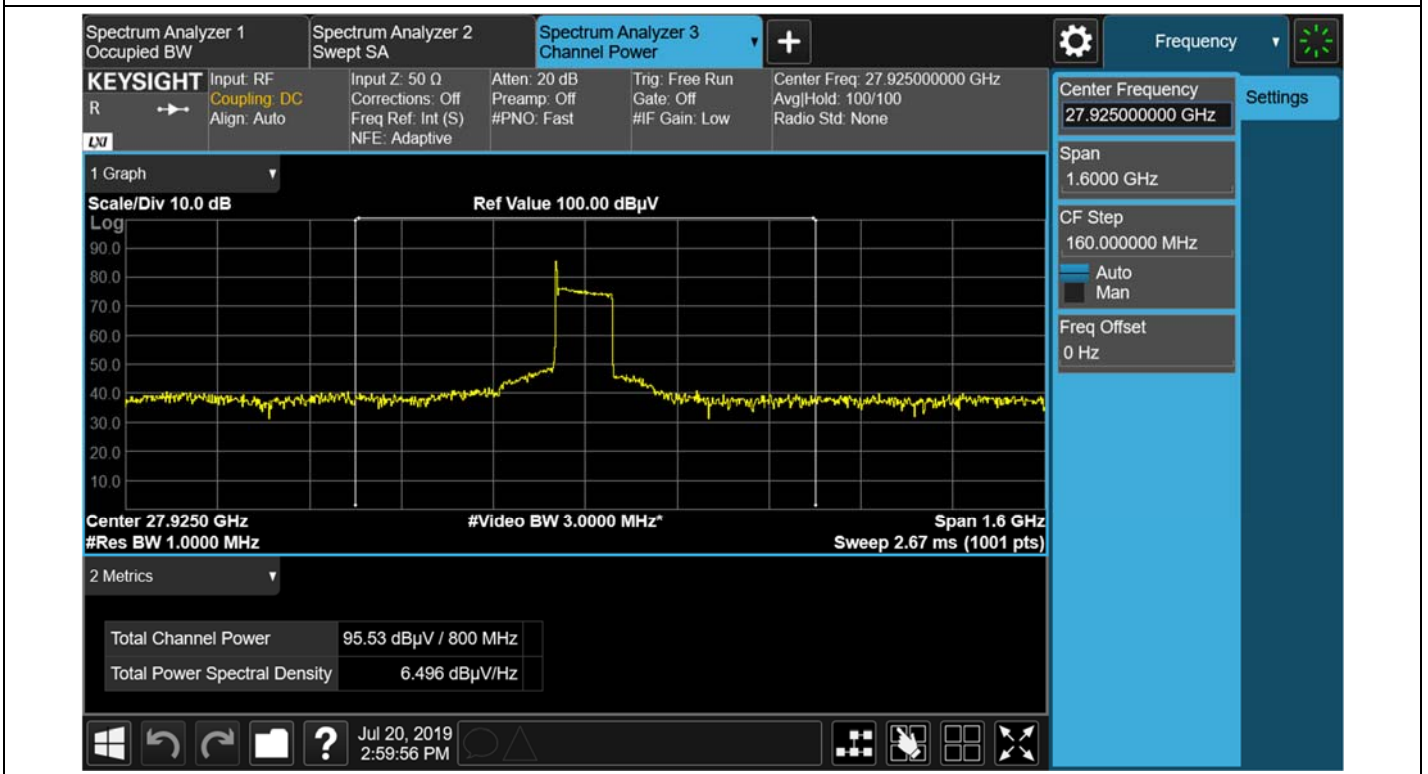 Spectrum Analyzer 1
Occupied BW
Spectrum Analyzer 2
Swept SA
Spectrum Analyzer 3
Channel Power
Frequency
KEYSIGHT
R
LXI
Input: RF
Coupling: DC
Align: Auto
Input Z: 50 Ω
Corrections: Off
Freq Ref: Int (S)
NFE: Adaptive
Atten: 20 dB
Preamp: Off
#PNO: Fast
Trig: Free Run
Gate: Off
#IF Gain: Low
Center Freq: 27.925000000 GHz
Avg|Hold: 100/100
Radio Std: None
Center Frequency
27.925000000 GHz
Settings
Span
1.6000 GHz
CF Step
160.000000 MHz
Auto
Man
Freq Offset
0 Hz
1 Graph
Scale/Div 10.0 dB
Ref Value 100.00 dBµV
Log
90.0
80.0
70.0
60.0
50.0
40.0
30.0
20.0
10.0
Center 27.9250 GHz
#Video BW 3.0000 MHz*
Span 1.6 GHz
#Res BW 1.0000 MHz
Sweep 2.67 ms (1001 pts)
2 Metrics
Total Channel Power 95.53 dBµV / 800 MHz
Total Power Spectral Density 6.496 dBµV/Hz
?
Jul 20, 2019
2:59:56 PM